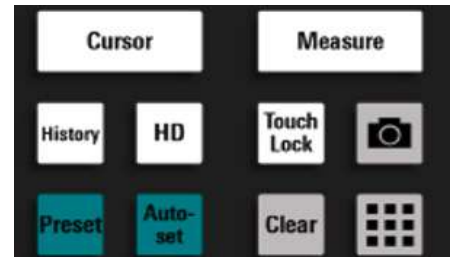 Cursor
Measure
History
HD
Touch
Lock
Preset
Auto-
set
Clear